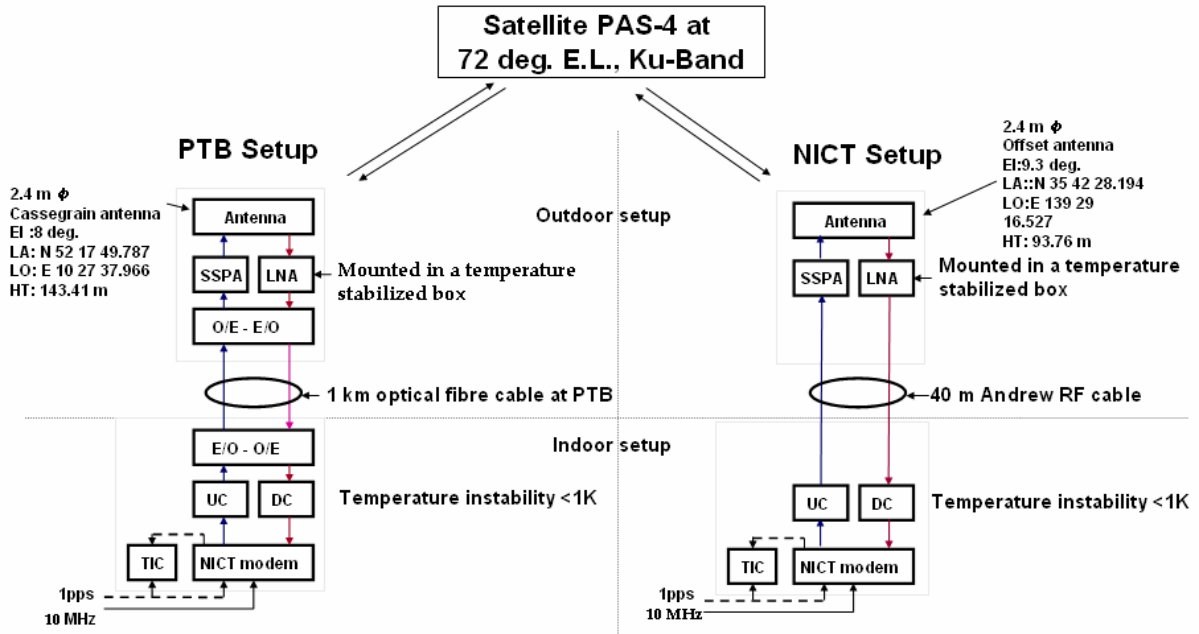 Satellite PAS-4 at
72 deg. E.L., Ku-Band
PTB Setup
2.4 m ϕ
Cassegrain antenna
El :8 deg.
LA: N 52 17 49.787
LO: E 10 27 37.966
HT: 143.41 m
Antenna
SSPA
LNA
Mounted in a temperature
stabilized box
O/E - E/O
1 km optical fibre cable at PTB
E/O - O/E
UC
DC
Temperature instability <1K
TIC
NICT modem
1pps
10 MHz
Outdoor setup
Indoor setup
NICT Setup
2.4 m ϕ
Offset antenna
El:9.3 deg.
LA::N 35 42 28.194
LO:E 139 29
16.527
HT: 93.76 m
Antenna
SSPA
LNA
Mounted in a temperature
stabilized box
40 m Andrew RF cable
UC
DC
Temperature instability <1K
TIC
NICT modem
1pps
10 MHz